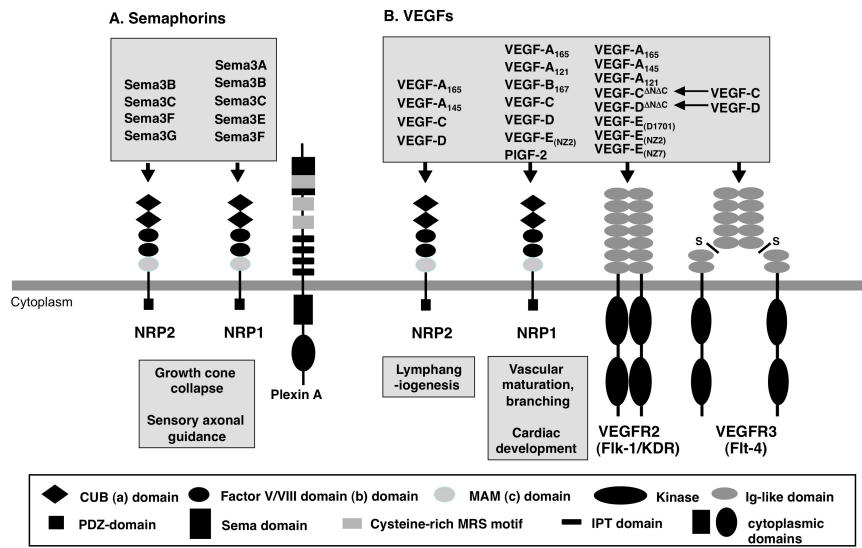 A. Semaphorins
Sema3B
Sema3C
Sema3F
Sema3G
Sema3A
Sema3B
Sema3C
Sema3E
Sema3F
B. VEGFs
VEGF-A165
VEGF-A145
VEGF-C
VEGF-D
VEGF-A165
VEGF-A121
VEGF-B167
VEGF-C
VEGF-D
VEGF-E(NZ2)
PlGF-2
VEGF-A165
VEGF-A145
VEGF-A121
VEGF-CΔNΔC
VEGF-DΔNΔC
VEGF-E(D1701)
VEGF-E(NZ2)
VEGF-E(NZ7)
VEGF-C
VEGF-D
S
S
Cytoplasm
NRP2
NRP1
Plexin A
NRP2
NRP1
VEGFR2
(Flk-1/KDR)
VEGFR3
(Flt-4)
Growth cone
collapse
Sensory axonal
guidance
Lymphang
-iogenesis
Vascular
maturation,
branching
Cardiac
development
CUB (a) domain
Factor V/VIII domain (b) domain
MAM (c) domain
Kinase
Ig-like domain
PDZ-domain
Sema domain
Cysteine-rich MRS motif
IPT domain
cytoplasmic
domains